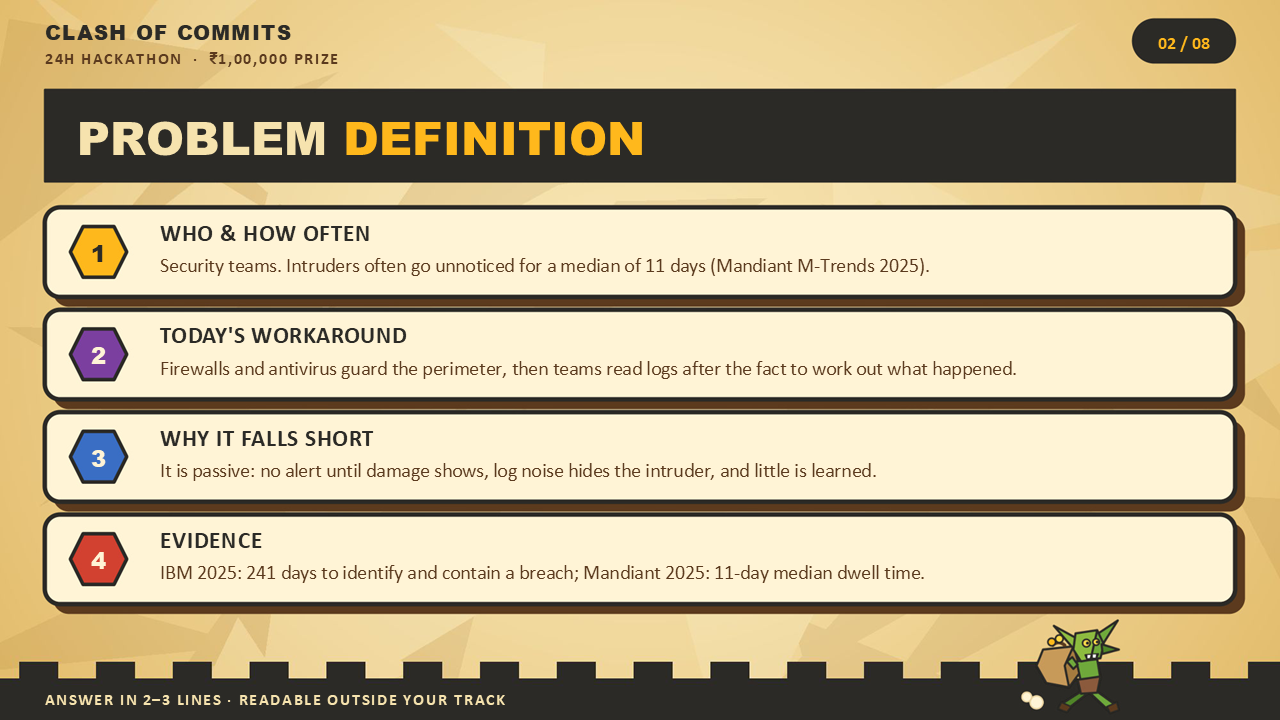 CLASH OF COMMITS
24H HACKATHON · ₹1,00,000 PRIZE
02 / 08
PROBLEM DEFINITION
1
WHO & HOW OFTEN
Security teams. Intruders often go unnoticed for a median of 11 days (Mandiant M-Trends 2025).
2
TODAY'S WORKAROUND
Firewalls and antivirus guard the perimeter, then teams read logs after the fact to work out what happened.
3
WHY IT FALLS SHORT
It is passive: no alert until damage shows, log noise hides the intruder, and little is learned.
4
EVIDENCE
IBM 2025: 241 days to identify and contain a breach; Mandiant 2025: 11-day median dwell time.
ANSWER IN 2–3 LINES · READABLE OUTSIDE YOUR TRACK